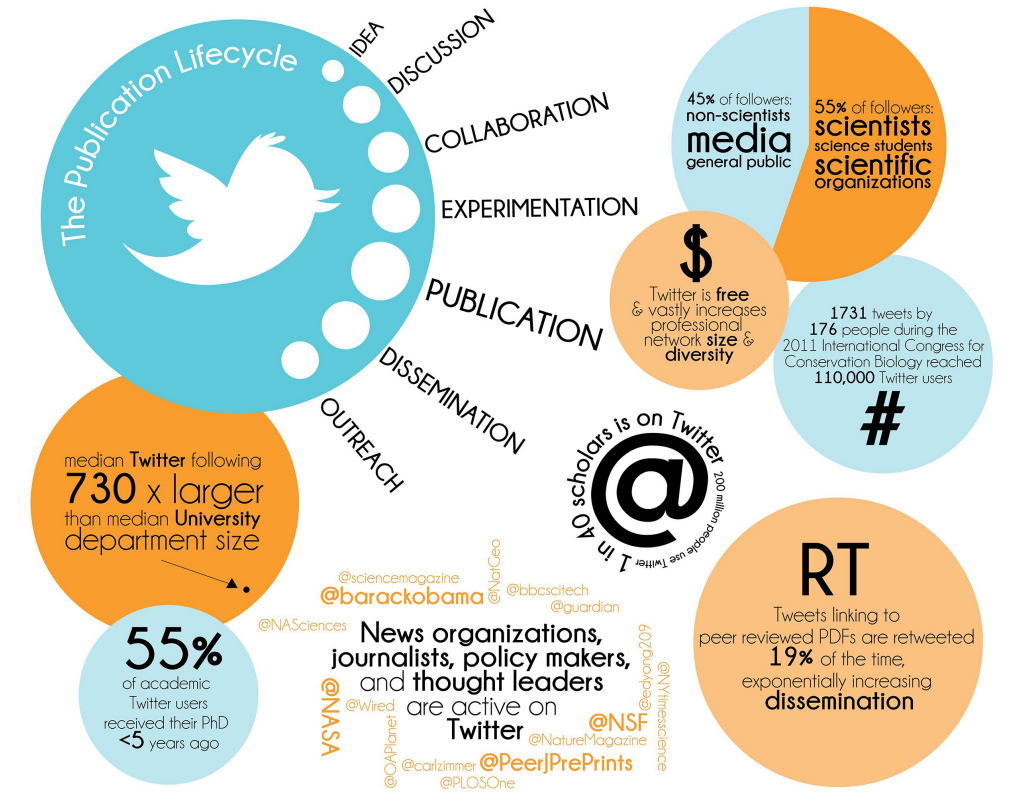 The Publication Lifecycle
IDEA
DISCUSSION
COLLABORATION
EXPERIMENTATION
PUBLICATION
DISSEMINATION
OUTREACH
45% of followers:
non-scientists
media
general public
55% of followers:
scientists
science students
scientific
organizations
$
Twitter is free
& vastly increases
professional
network size &
diversity
1731 tweets by
176 people during the
2011 International Congress for
Conservation Biology reached
110,000 Twitter users
#
median Twitter following
730 x larger
than median University
department size
55%
of academic
Twitter users
received their PhD
<5 years ago
1 in 40 scholars is on Twitter
200 million people use Twitter
@
RT
Tweets linking to
peer reviewed PDFs are retweeted
19% of the time,
exponentially increasing
dissemination
@sciencemagazine
@barackobama
@NatGeo
@bbcscitech
@guardian
@NASciences
News organizations,
journalists, policy makers,
and thought leaders
are active on
Twitter
@NASA
@Wired
@OAPlanet
@carlzimmer
@PeerJPrePrints
@PLOSOne
@NatureMagazine
@NSF
@edyong209
@NYtimesscience